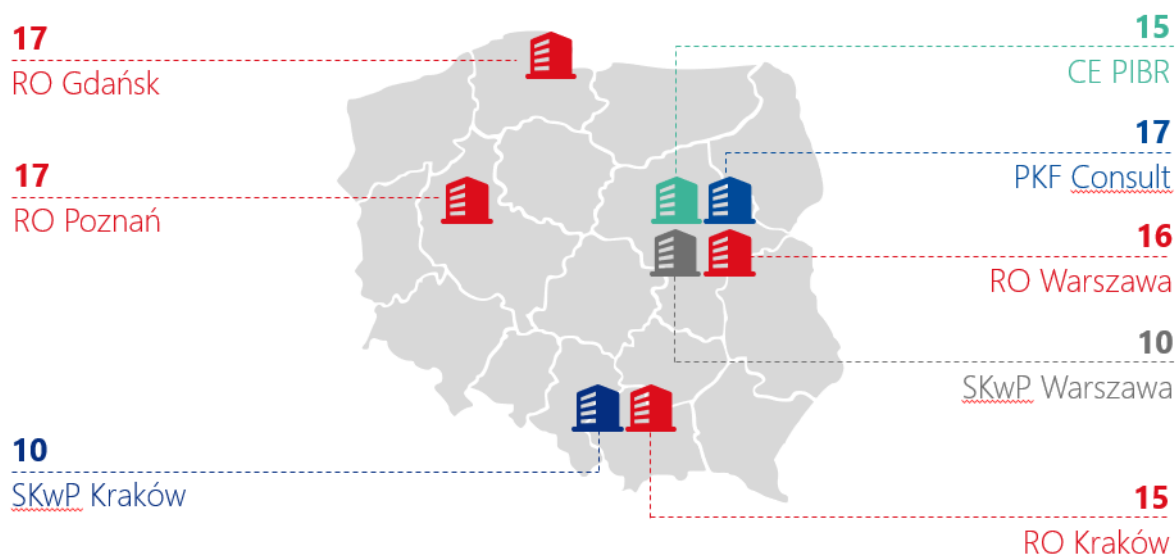 17
RO Gdańsk
17
RO Poznań
10
SKwP Kraków
15
CE PIBR
17
PKF Consult
16
RO Warszawa
10
SKwP Warszawa
15
RO Kraków